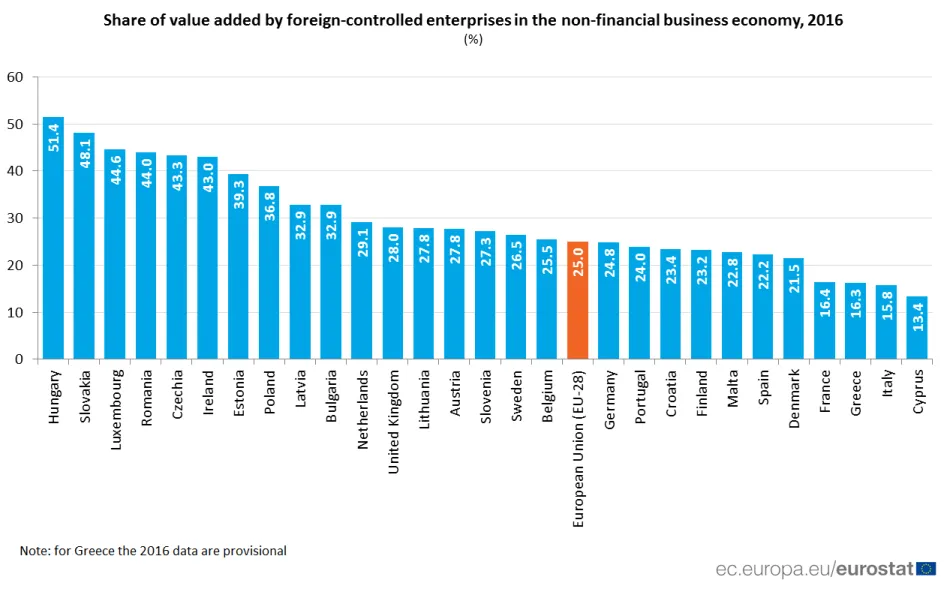 Share of value added by foreign-controlled enterprises in the non-financial business economy, 2016
(%)
60
50
40
30
20
10
0
51.4
48.1
44.6
44.0
43.3
43.0
39.3
36.8
32.9
32.9
29.1
28.0
27.8
27.8
27.3
26.5
25.5
25.0
24.8
24.0
23.4
23.2
22.8
22.2
21.5
16.4
16.3
15.8
13.4
Hungary
Slovakia
Luxembourg
Romania
Czechia
Ireland
Estonia
Poland
Latvia
Bulgaria
Netherlands
United Kingdom
Lithuania
Austria
Slovenia
Sweden
Belgium
European Union (EU-28)
Germany
Portugal
Croatia
Finland
Malta
Spain
Denmark
France
Greece
Italy
Cyprus
Note: for Greece the 2016 data are provisional
ec.europa.eu/eurostat